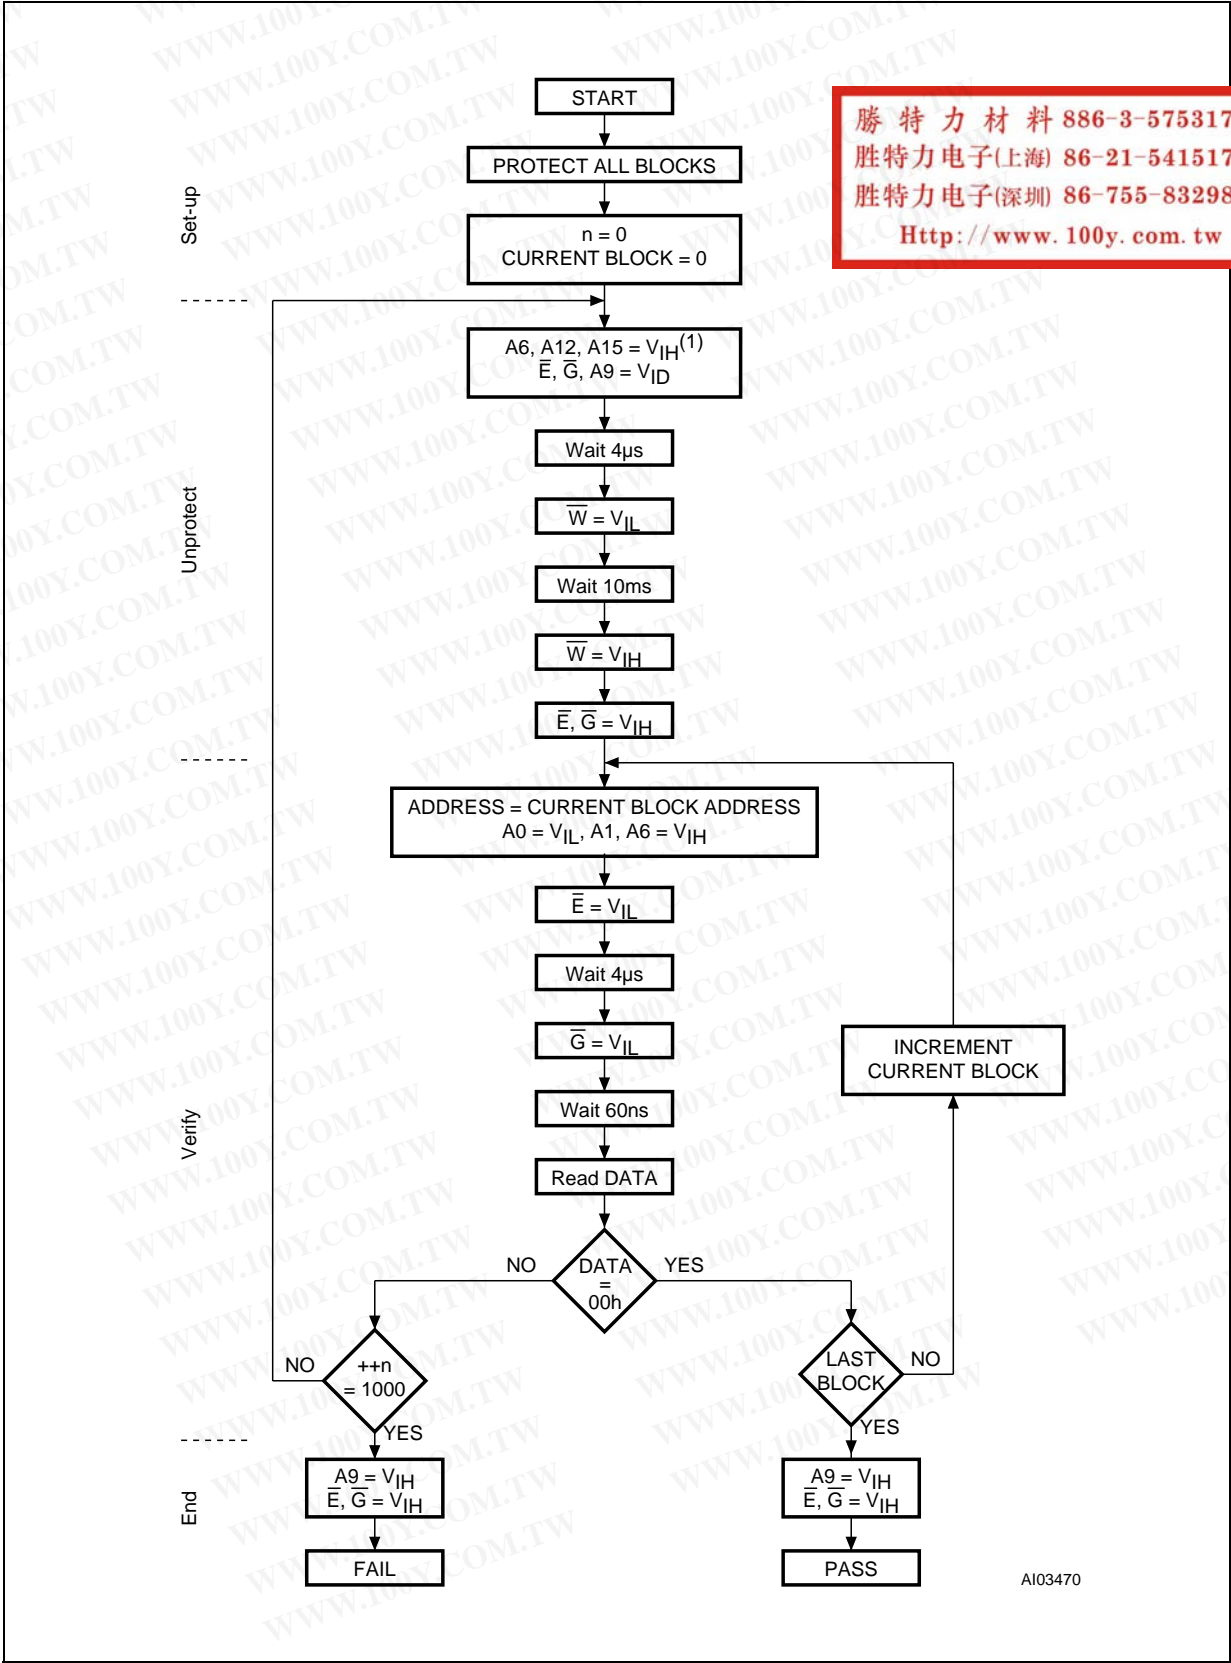 START
勝特力材料 886-3-575317
胜特力电子(上海) 86-21-541517
胜特力电子(深圳) 86-755-83298
Http://www.100y.com.tw
PROTECT ALL BLOCKS
Set-up
n = 0
CURRENT BLOCK = 0
A6, A12, A15 = VIH(1)
E̅, G̅, A9 = VID
Wait 4µs
W̅ = VIL
Unprotect
Wait 10ms
W̅ = VIH
E̅, G̅ = VIH
ADDRESS = CURRENT BLOCK ADDRESS
A0 = VIL, A1, A6 = VIH
E̅ = VIL
Wait 4µs
G̅ = VIL
INCREMENT
CURRENT BLOCK
Wait 60ns
Verify
Read DATA
NO
DATA
=
00h
YES
NO
++n
= 1000
YES
LAST
BLOCK
NO
YES
End
A9 = VIH
E̅, G̅ = VIH
A9 = VIH
E̅, G̅ = VIH
FAIL
PASS
AI03470
WWW.100Y.COM.TW